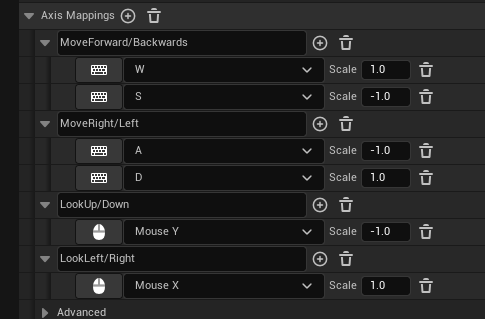 Axis Mappings
MoveForward/Backwards
W Scale 1.0
S Scale -1.0
MoveRight/Left
A Scale -1.0
D Scale 1.0
LookUp/Down
Mouse Y Scale -1.0
LookLeft/Right
Mouse X Scale 1.0
Advanced